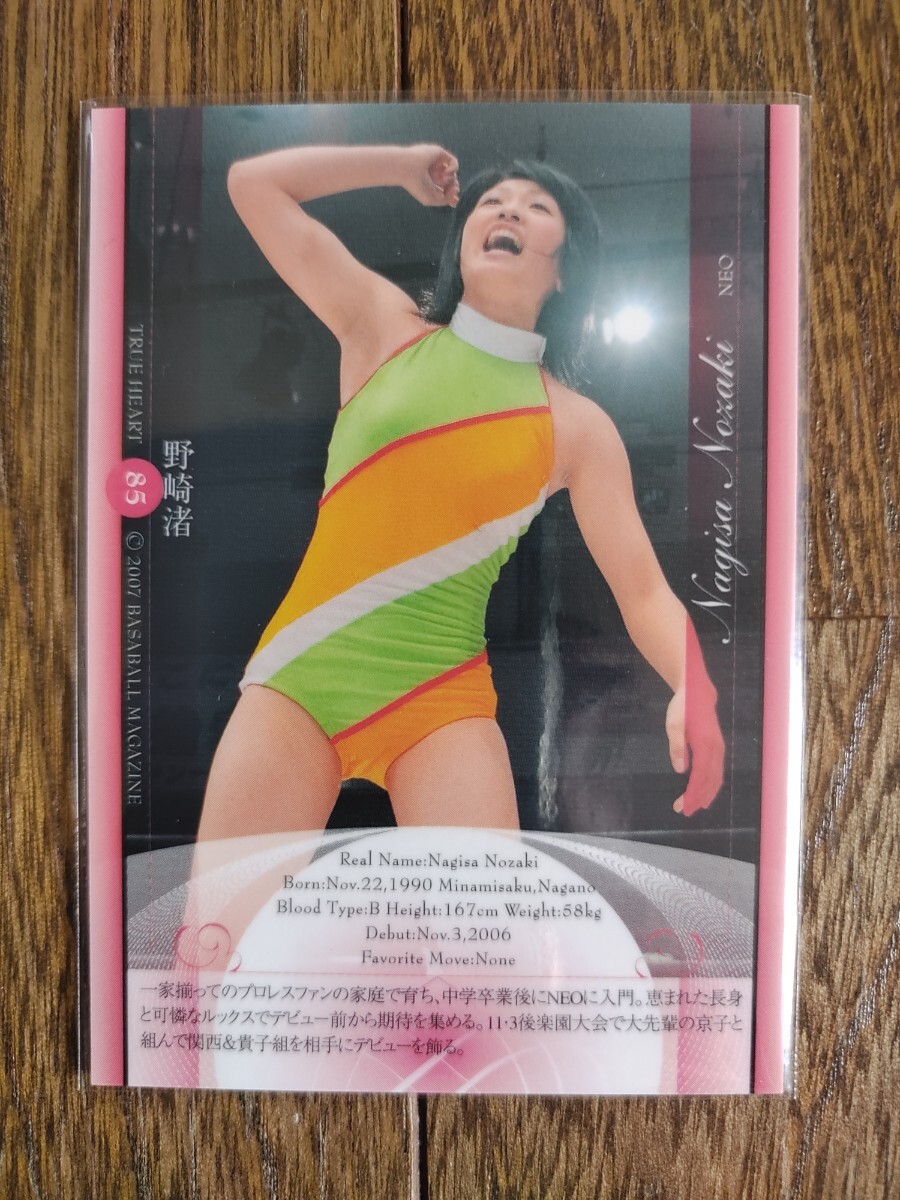 Nagisa Nozaki NEO
野崎渚
TRUE HEART 85 © 2007 BASABALL MAGAZINE
Real Name:Nagisa Nozaki
Born:Nov.22,1990 Minamisaku,Nagano
Blood Type:B Height:167cm Weight:58kg
Debut:Nov.3,2006
Favorite Move:None
一家揃ってのプロレスファンの家庭で育ち、中学卒業後にNEOに入門。恵まれた長身
と可憐なルックスでデビュー前から期待を集める。11・3後楽園大会で大先輩の京子と
組んで関西&貴子組を相手にデビューを飾る。